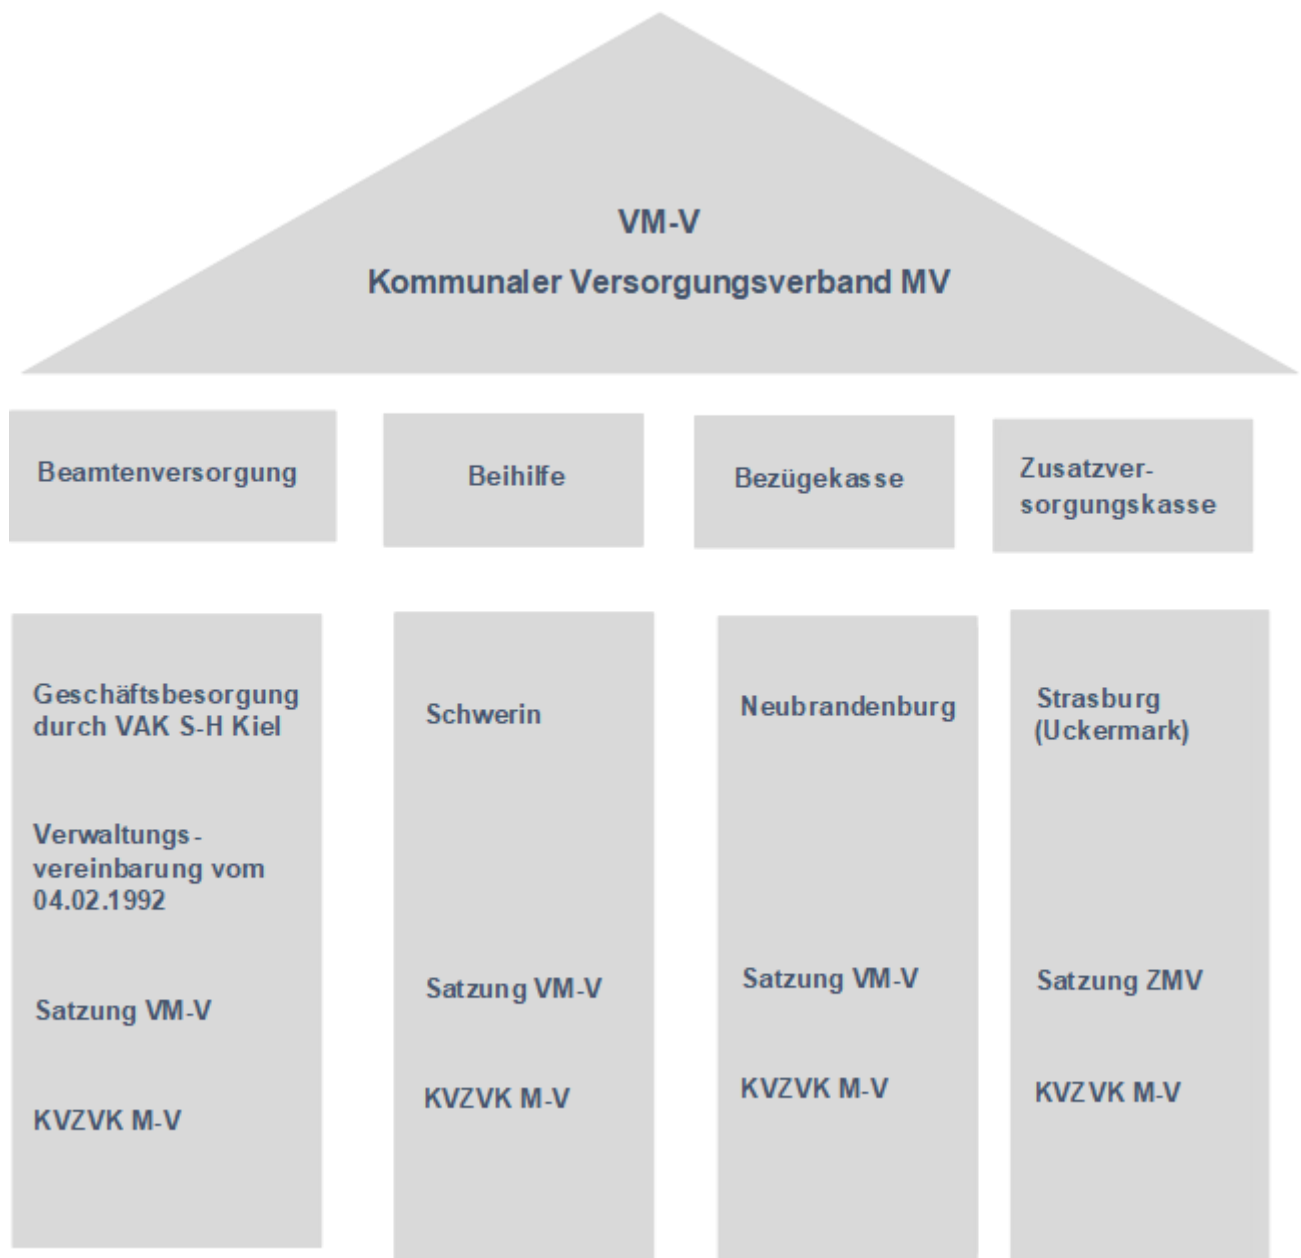 VM-V
Kommunaler Versorgungsverband MV
Beamtenversorgung
Beihilfe
Bezügekasse
Zusatzver-
sorgungskasse
Geschäftsbesorgung
durch VAK S-H Kiel
Verwaltungs-
vereinbarung vom
04.02.1992
Satzung VM-V
KVZVK M-V
Schwerin
Satzung VM-V
KVZVK M-V
Neubrandenburg
Satzung VM-V
KVZVK M-V
Strasburg
(Uckermark)
Satzung ZMV
KVZVK M-V